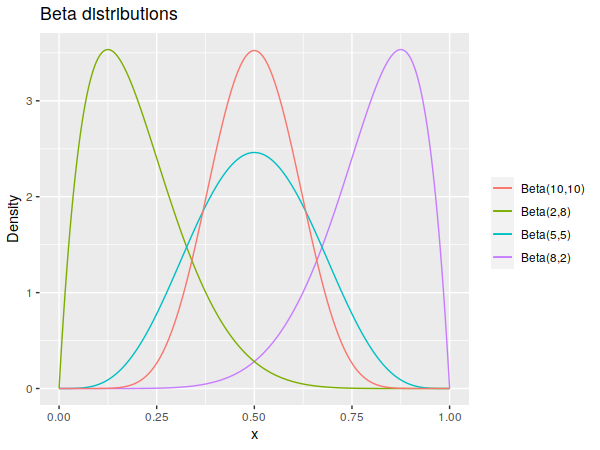 Beta distributions
Density
3
2
1
0
0.00 0.25 0.50 0.75 1.00
x
Beta(10,10)
Beta(2,8)
Beta(5,5)
Beta(8,2)